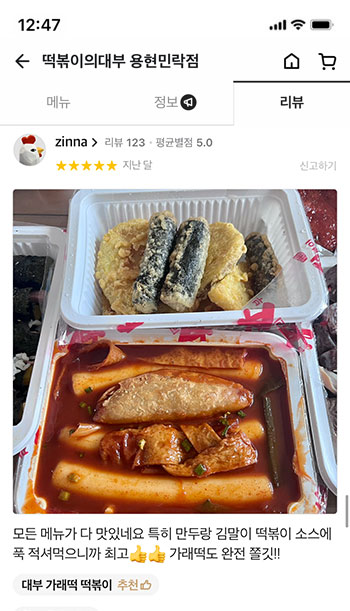 12:47
떡볶이의대부 용현민락점
메뉴
정보
리뷰
zinna
리뷰 123 · 평균별점 5.0
지난 달
신고하기
모든 메뉴가 다 맛있네요 특히 만두랑 김말이 떡볶이 소스에
푹 적셔먹으니까 최고👍👍 가래떡도 완전 쫄깃!!
대부 가래떡 떡볶이 추천